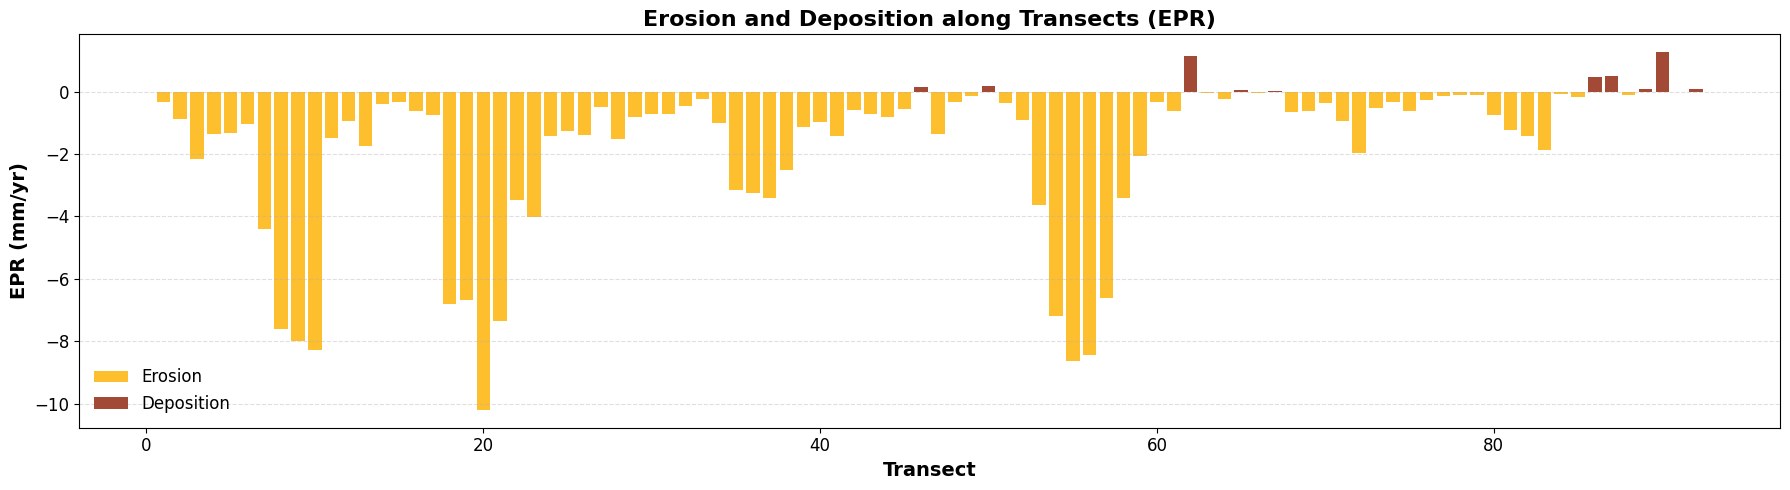 Erosion and Deposition along Transects (EPR)
EPR (mm/yr)
0
−2
−4
−6
−8
−10
Erosion
Deposition
0 20 40 60 80
Transect